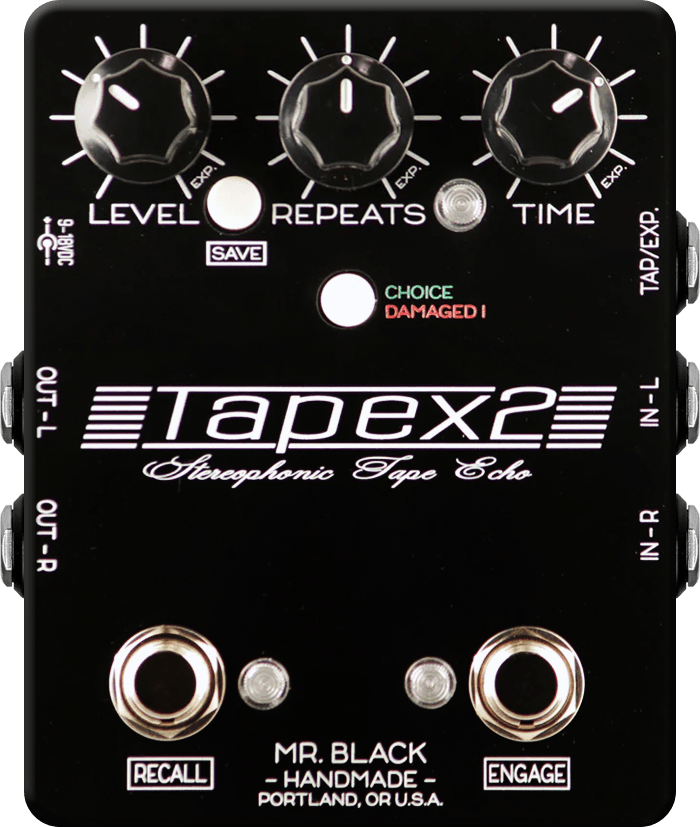 EXP.
EXP.
EXP.
LEVEL
REPEATS
TIME
SAVE
9-18VDC
TAP/EXP.
CHOICE
DAMAGED!
OUT-L
IN-L
Tapex2
Stereophonic Tape Echo
OUT-R
IN-R
RECALL
ENGAGE
MR. BLACK
- HANDMADE -
PORTLAND, OR U.S.A.